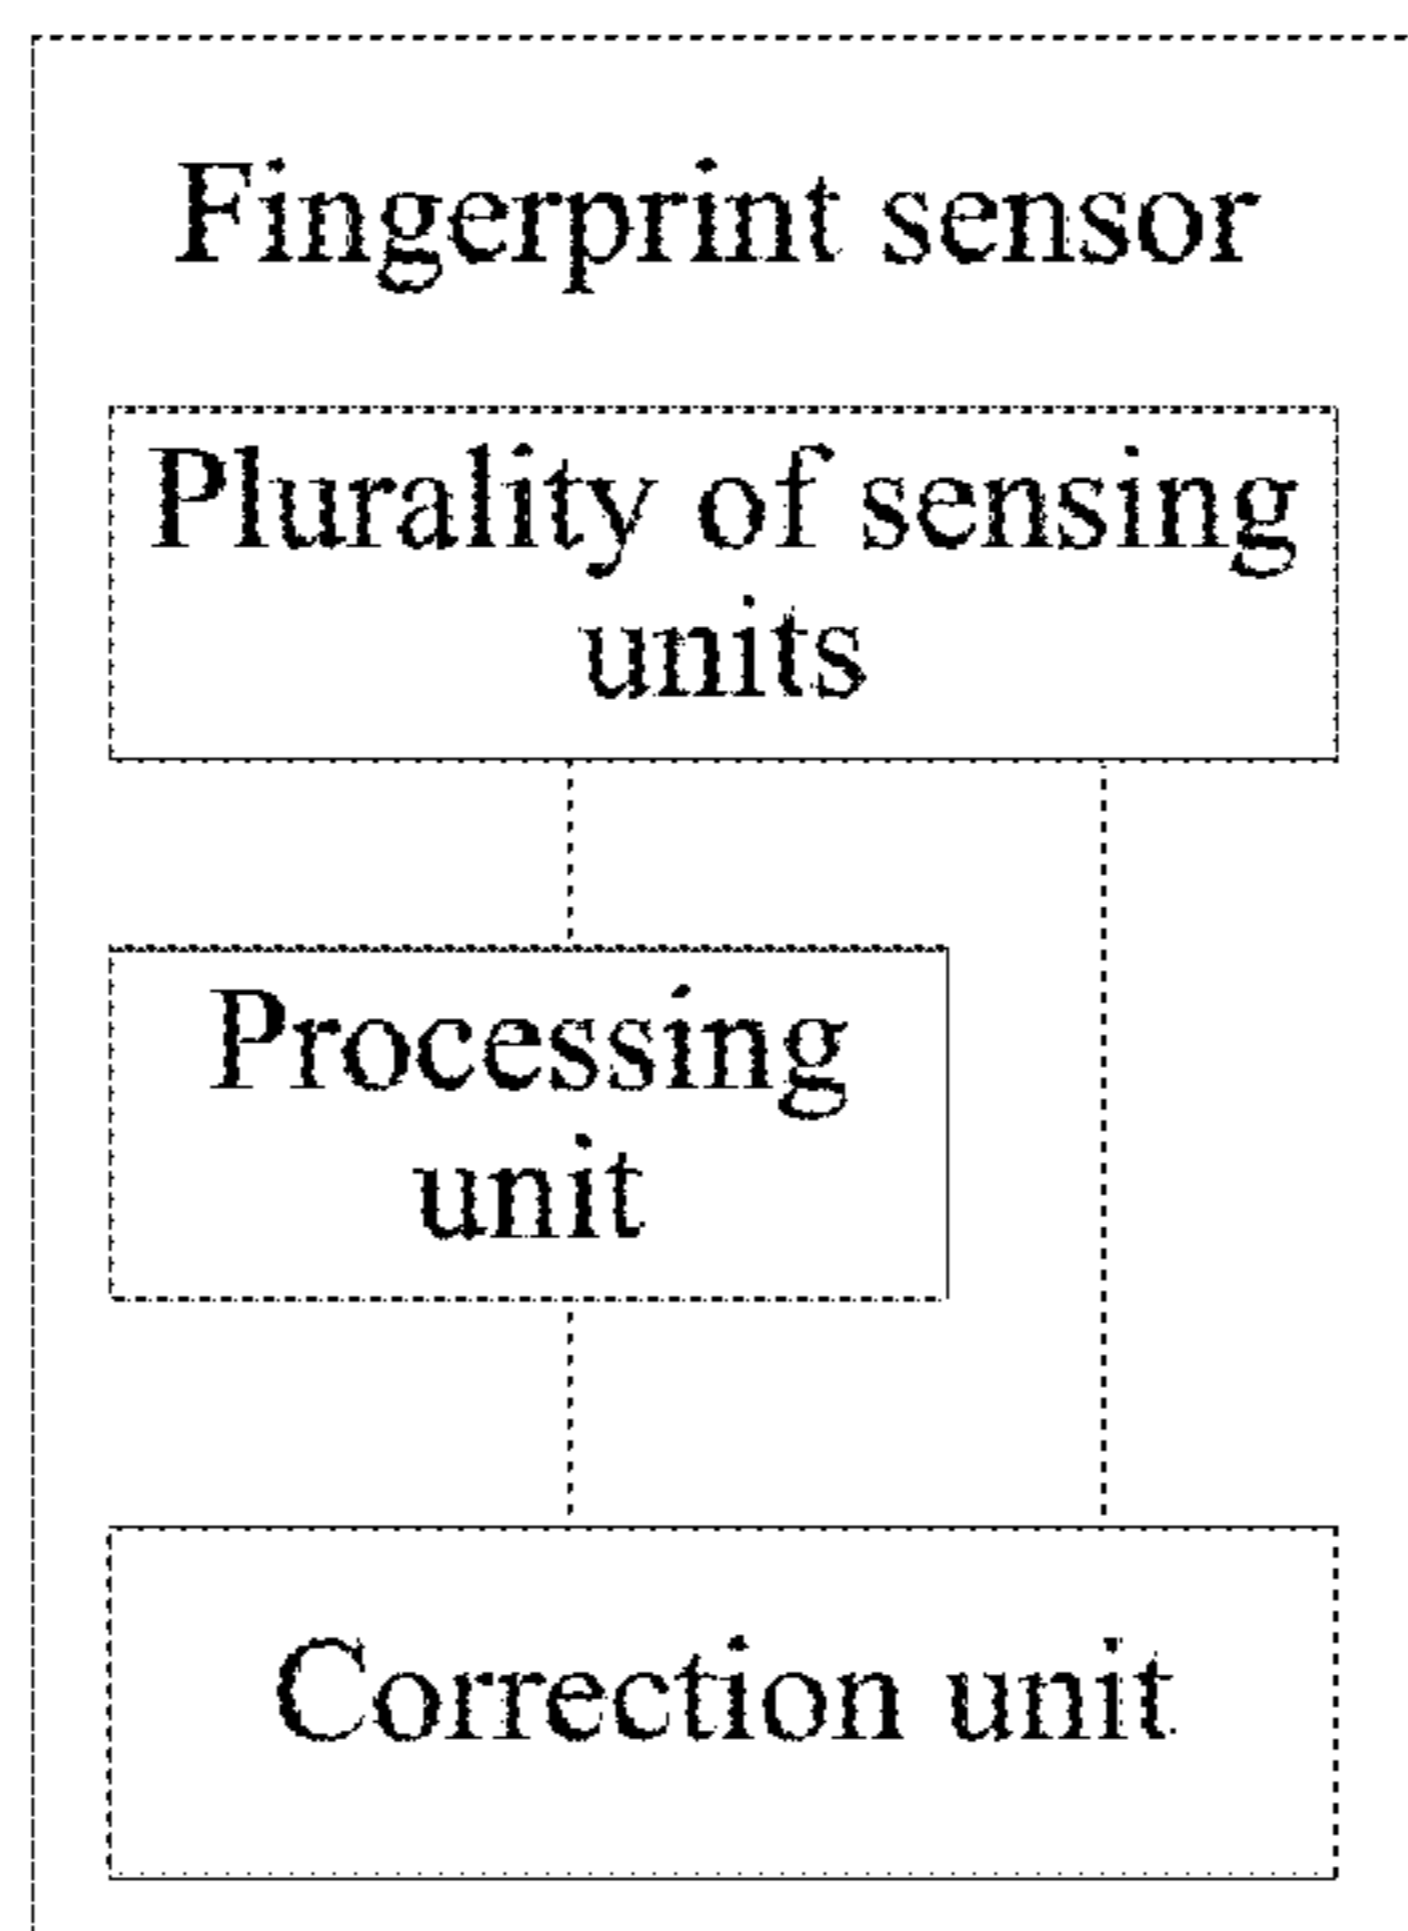 Fingerprint sensor
Plurality of sensing
units
Processing
unit
Correction unit